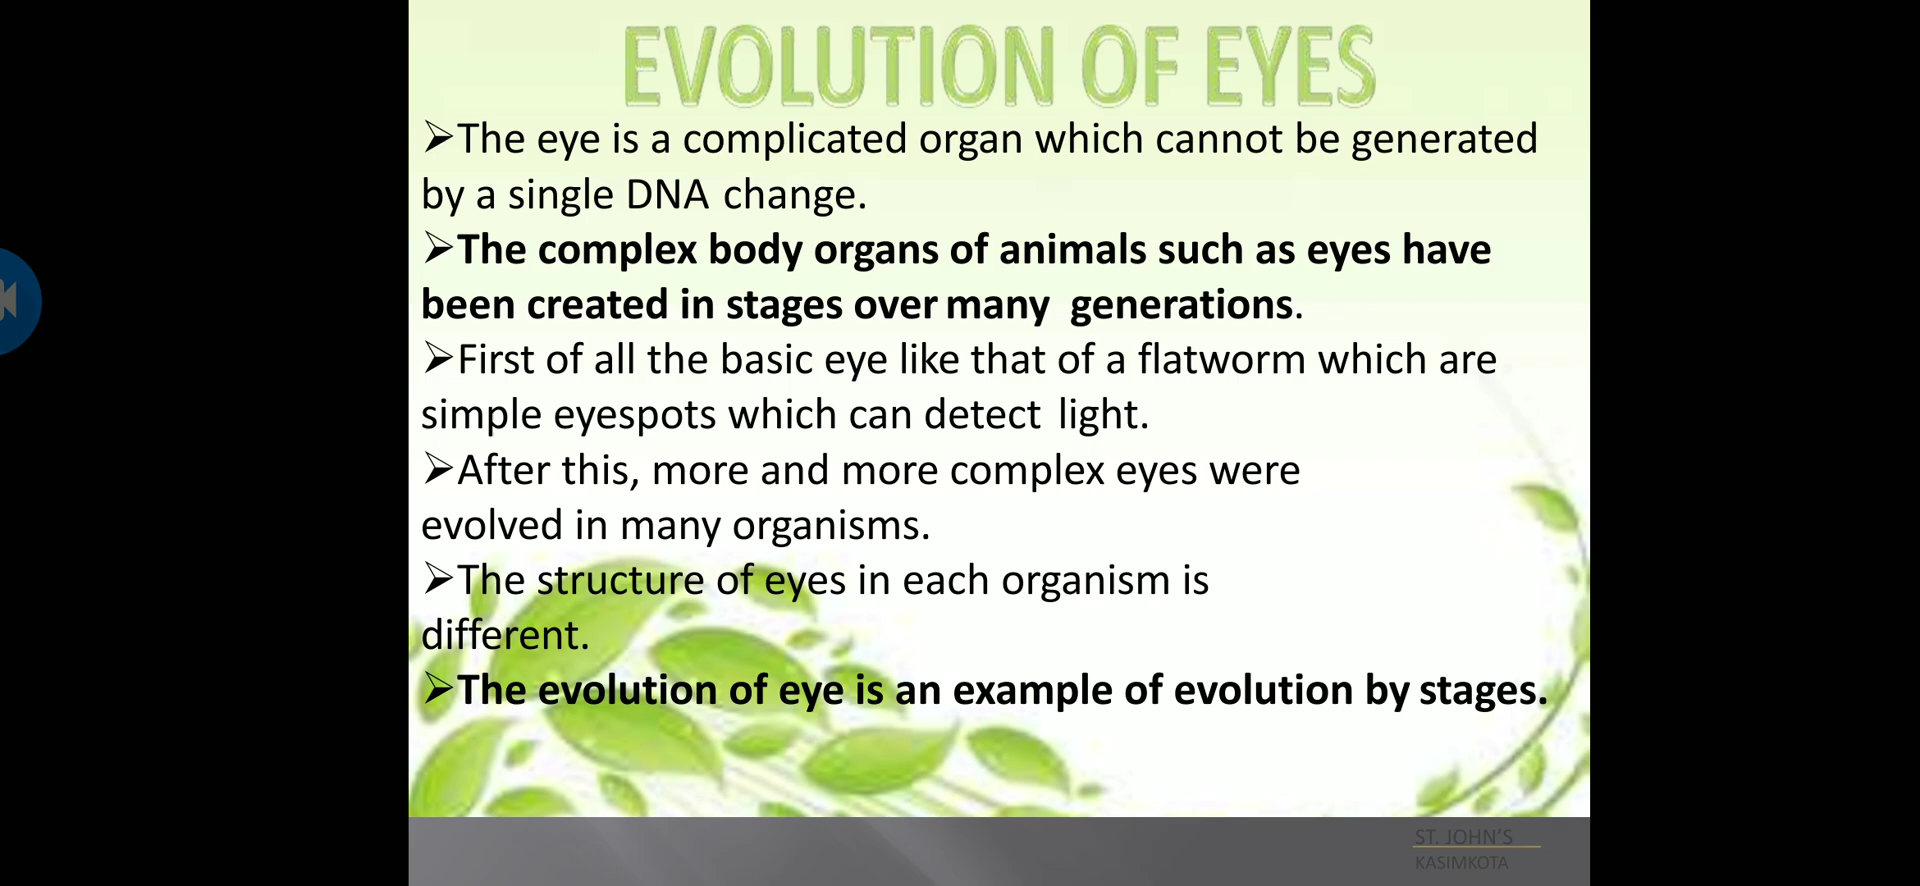 EVOLUTION OF EYES
➢The eye is a complicated organ which cannot be generated
by a single DNA change.
➢The complex body organs of animals such as eyes have
been created in stages over many generations.
➢First of all the basic eye like that of a flatworm which are
simple eyespots which can detect light.
➢After this, more and more complex eyes were
evolved in many organisms.
➢The structure of eyes in each organism is
different.
➢The evolution of eye is an example of evolution by stages.
ST. JOHN'S
KASIMKOTA